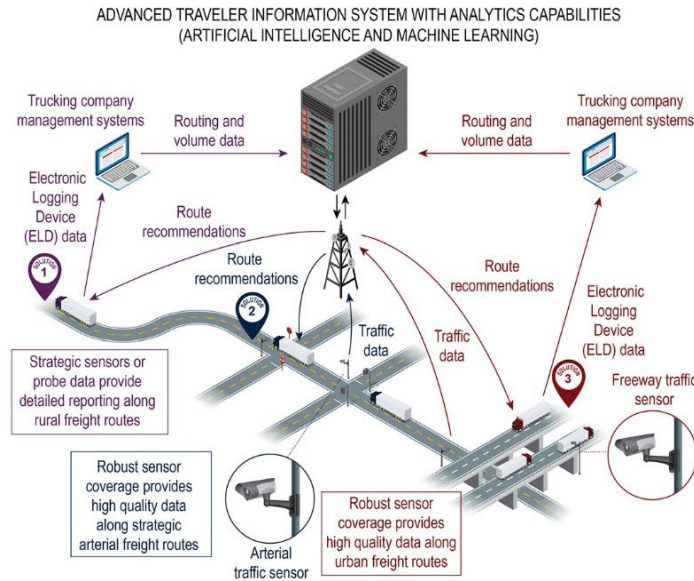 ADVANCED TRAVELER INFORMATION SYSTEM WITH ANALYTICS CAPABILITIES
(ARTIFICIAL INTELLIGENCE AND MACHINE LEARNING)
Trucking company
management systems
Routing and
volume data
Routing and
volume data
Trucking company
management systems
Electronic
Logging
Device
(ELD) data
Route
recommendations
Route
recommendations
Route
recommendations
Electronic
Logging
Device
(ELD) data
SOLUTION
1
SOLUTION
2
Traffic
data
Traffic
data
SOLUTION
3
Freeway traffic
sensor
Strategic sensors or
probe data provide
detailed reporting along
rural freight routes
Robust sensor
coverage provides
high quality data
along strategic
arterial freight routes
Arterial
traffic sensor
Robust sensor
coverage provides
high quality data along
urban freight routes